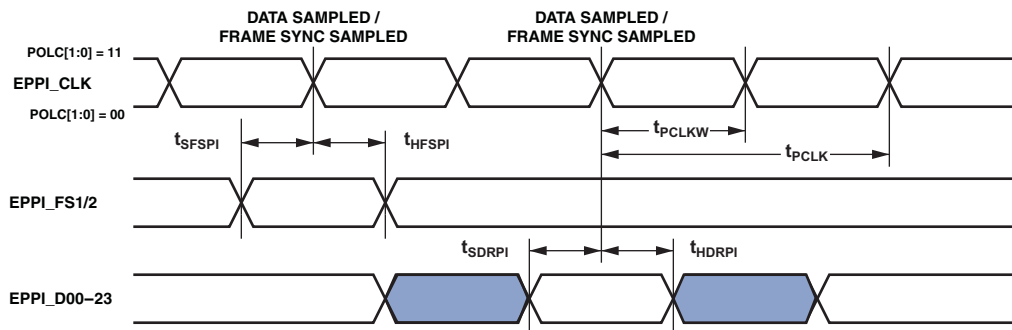 DATA SAMPLED /
FRAME SYNC SAMPLED
DATA SAMPLED /
FRAME SYNC SAMPLED
POLC[1:0] = 11
EPPI_CLK
POLC[1:0] = 00
tSFSPI
tHFSPI
tPCLKW
tPCLK
EPPI_FS1/2
tSDRPI
tHDRPI
EPPI_D00–23